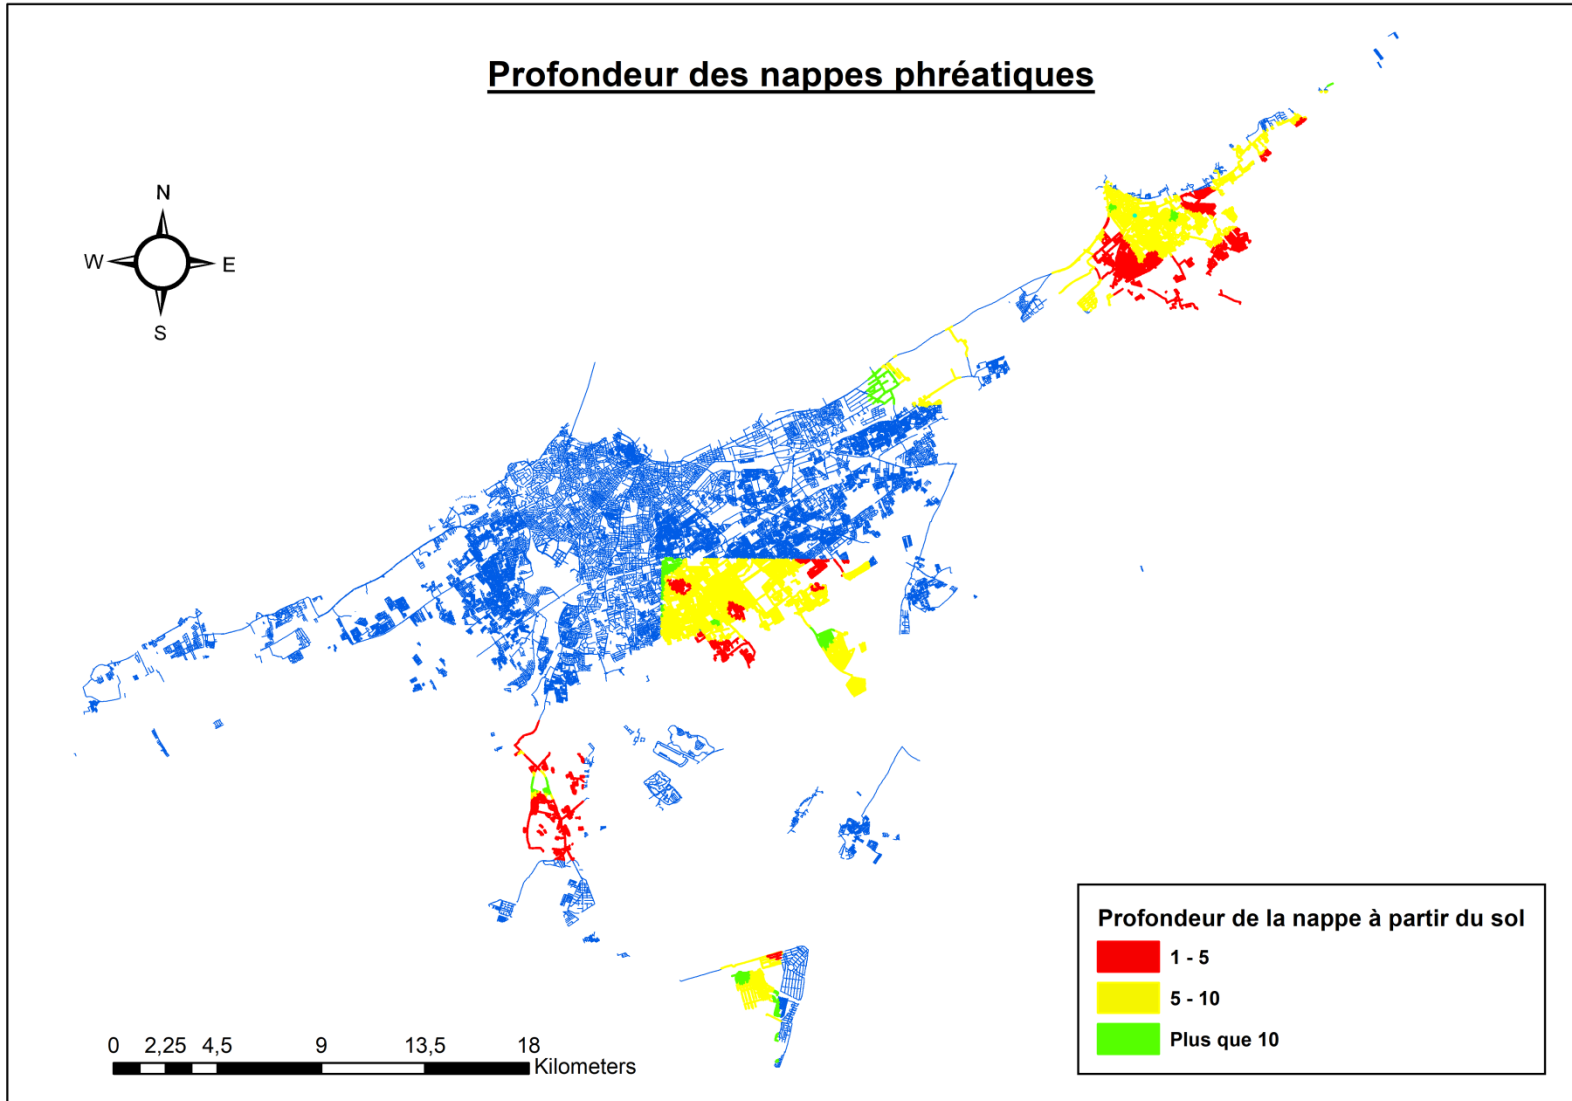 Profondeur des nappes phréatiques
N
W E
S
Profondeur de la nappe à partir du sol
1 - 5
5 - 10
Plus que 10
0 2,25 4,5 9 13,5 18
Kilometers